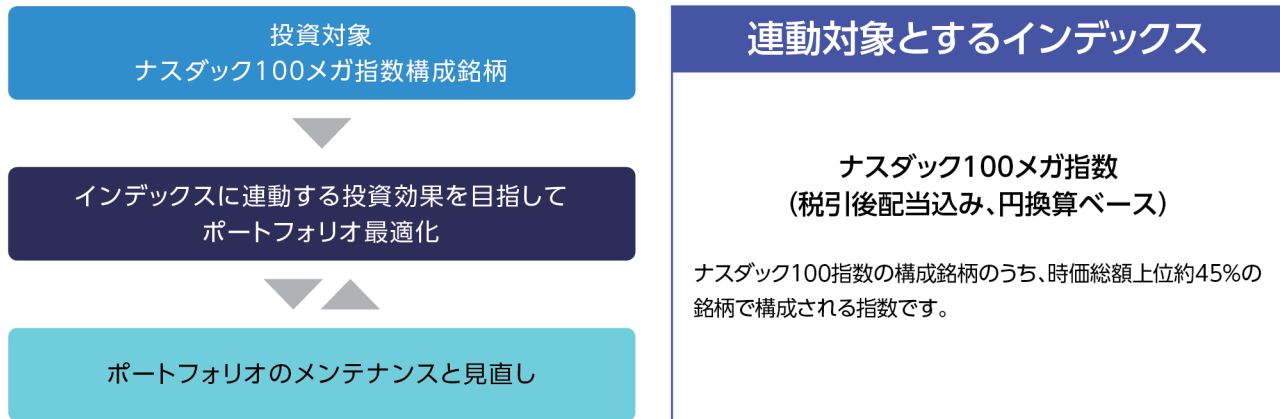 投資対象
ナスダック100メガ指数構成銘柄
インデックスに連動する投資効果を目指して
ポートフォリオ最適化
ポートフォリオのメンテナンスと見直し
連動対象とするインデックス
ナスダック100メガ指数
（税引後配当込み、円換算ベース）
ナスダック100指数の構成銘柄のうち、時価総額上位約45%の
銘柄で構成される指数です。